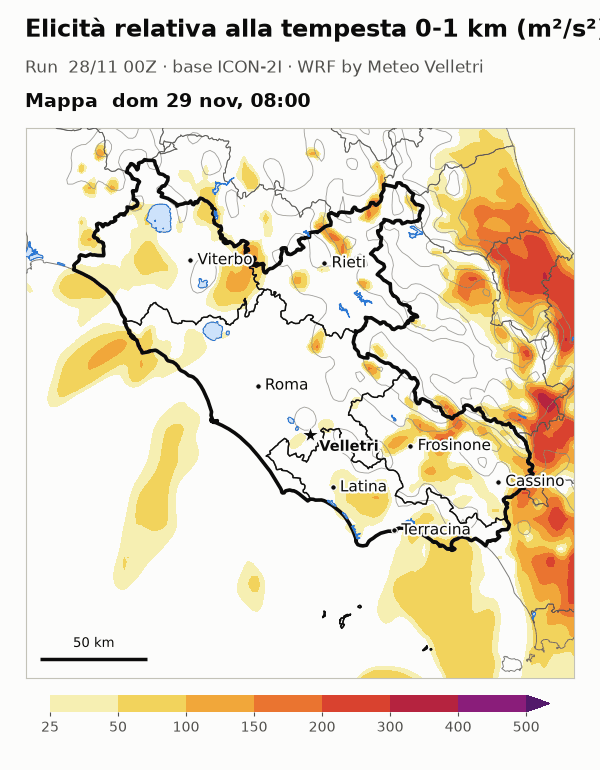 Elicità relativa alla tempesta 0-1 km (m²/s²)
Run 28/11 00Z · base ICON-2I · WRF by Meteo Velletri
Mappa dom 29 nov, 08:00
Viterbo
Rieti
Roma
Velletri
Frosinone
Cassino
Latina
Terracina
50 km
25 50 100 150 200 300 400 500